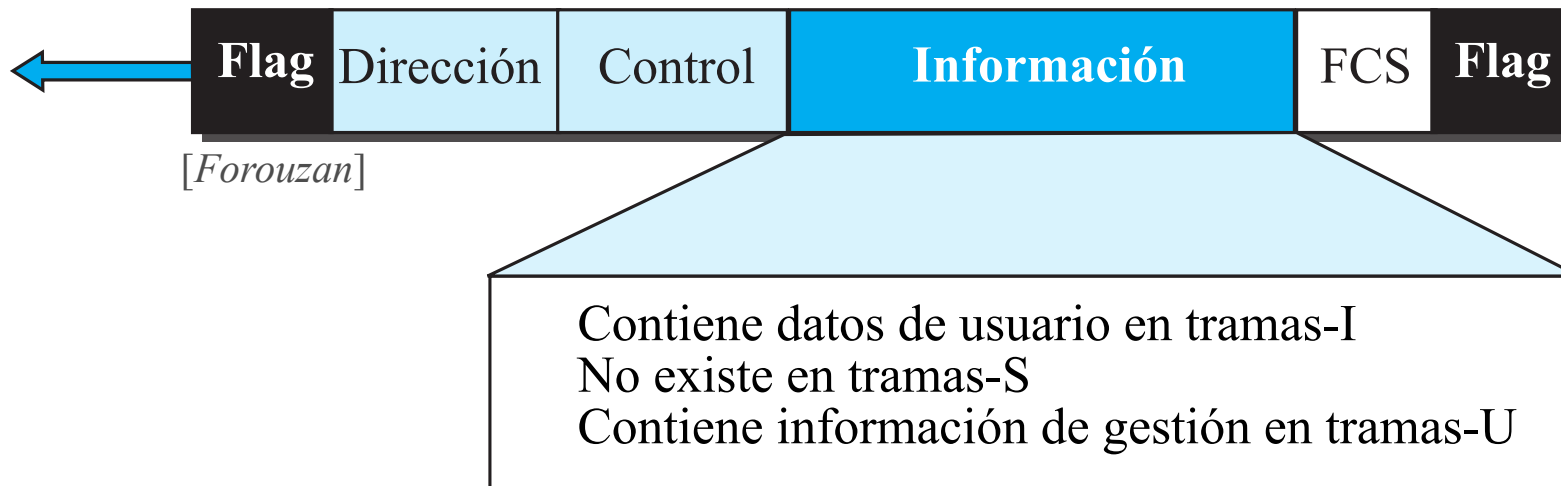 Flag Dirección Control Información FCS Flag
[Forouzan]
Contiene datos de usuario en tramas-I
No existe en tramas-S
Contiene información de gestión en tramas-U